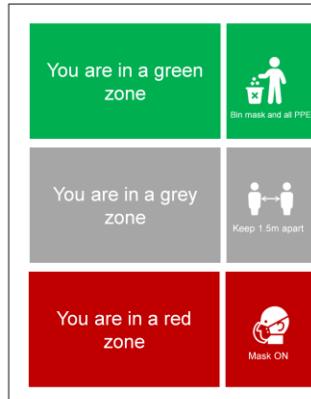 You are in a green
zone
Bin mask and all PPE
You are in a grey
zone
Keep 1.5m apart
You are in a red
zone
Mask ON